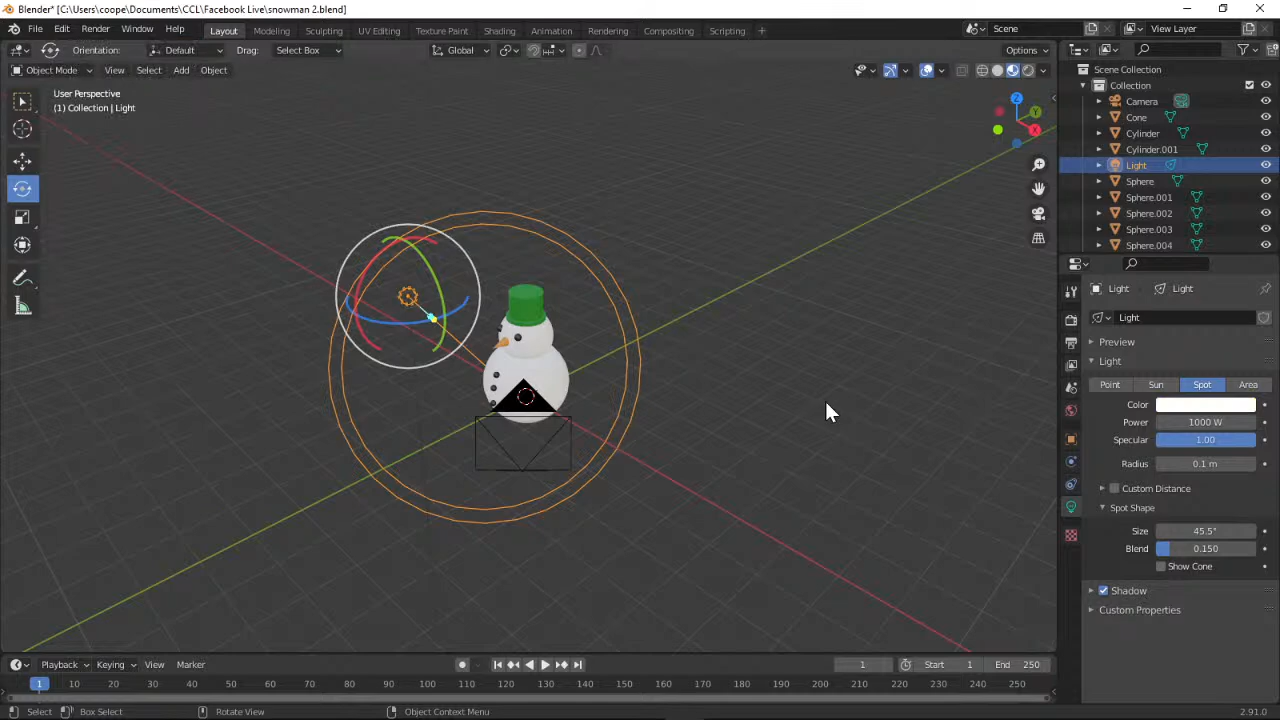 Blender* [C:\Users\coope\Documents\CCL\Facebook Live\snowman 2.blend]
File Edit Render Window Help Layout Modeling Sculpting UV Editing Texture Paint Shading Animation Rendering Compositing Scripting Scene View Layer
Orientation: Default Drag: Select Box Global Options
Object Mode View Select Add Object
User Perspective
(1) Collection | Light
Z
Y
X
Scene Collection
Collection
Camera
Cone
Cylinder
Cylinder.001
Light
Sphere
Sphere.001
Sphere.002
Sphere.003
Sphere.004
Light Light
Light
Preview
Light
Point Sun Spot Area
Color
Power 1000 W
Specular 1.00
Radius 0.1 m
Custom Distance
Spot Shape
Size 45.5°
Blend 0.150
Show Cone
Shadow
Custom Properties
Playback Keying View Marker 1 Start 1 End 250
1 10 20 30 40 50 60 70 80 90 100 110 120 130 140 150 160 170 180 190 200 210 220 230 240 250
Select Box Select Rotate View Object Context Menu 2.91.0